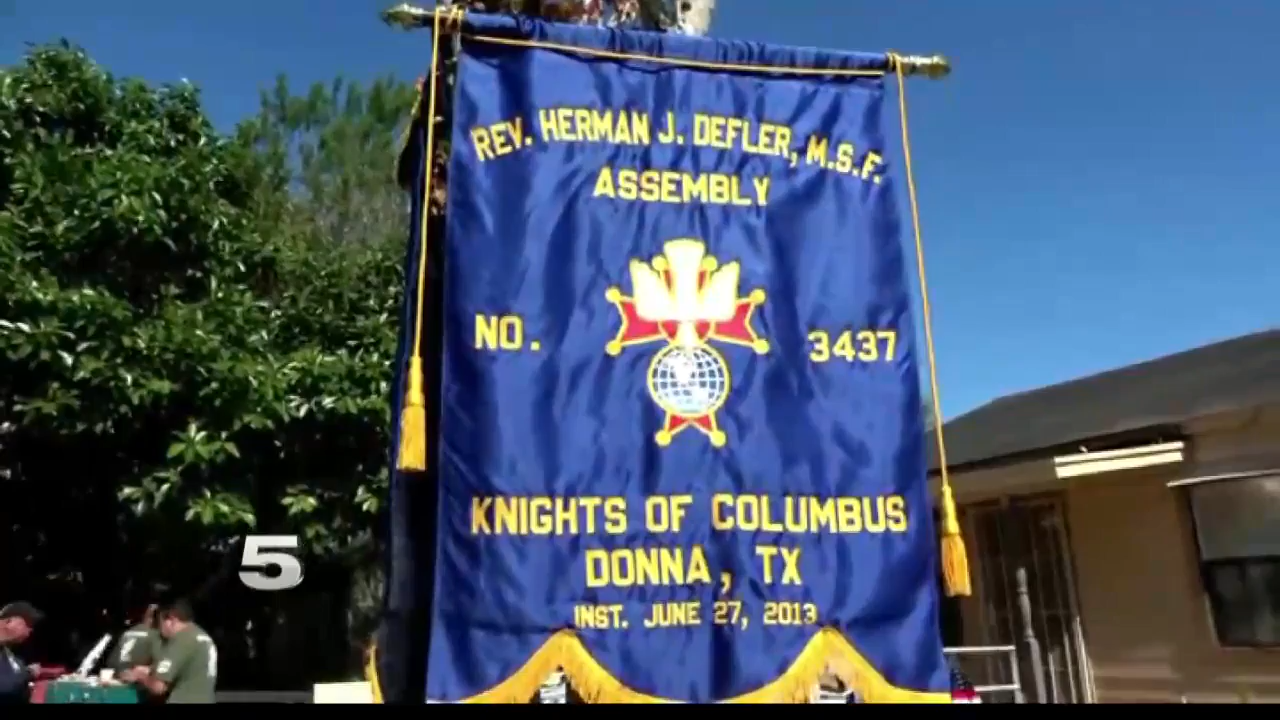 REV. HERMAN J. DEFLER, M.S.F.
ASSEMBLY
NO. 3437
KNIGHTS OF COLUMBUS
DONNA, TX
INST. JUNE 27, 2013
5